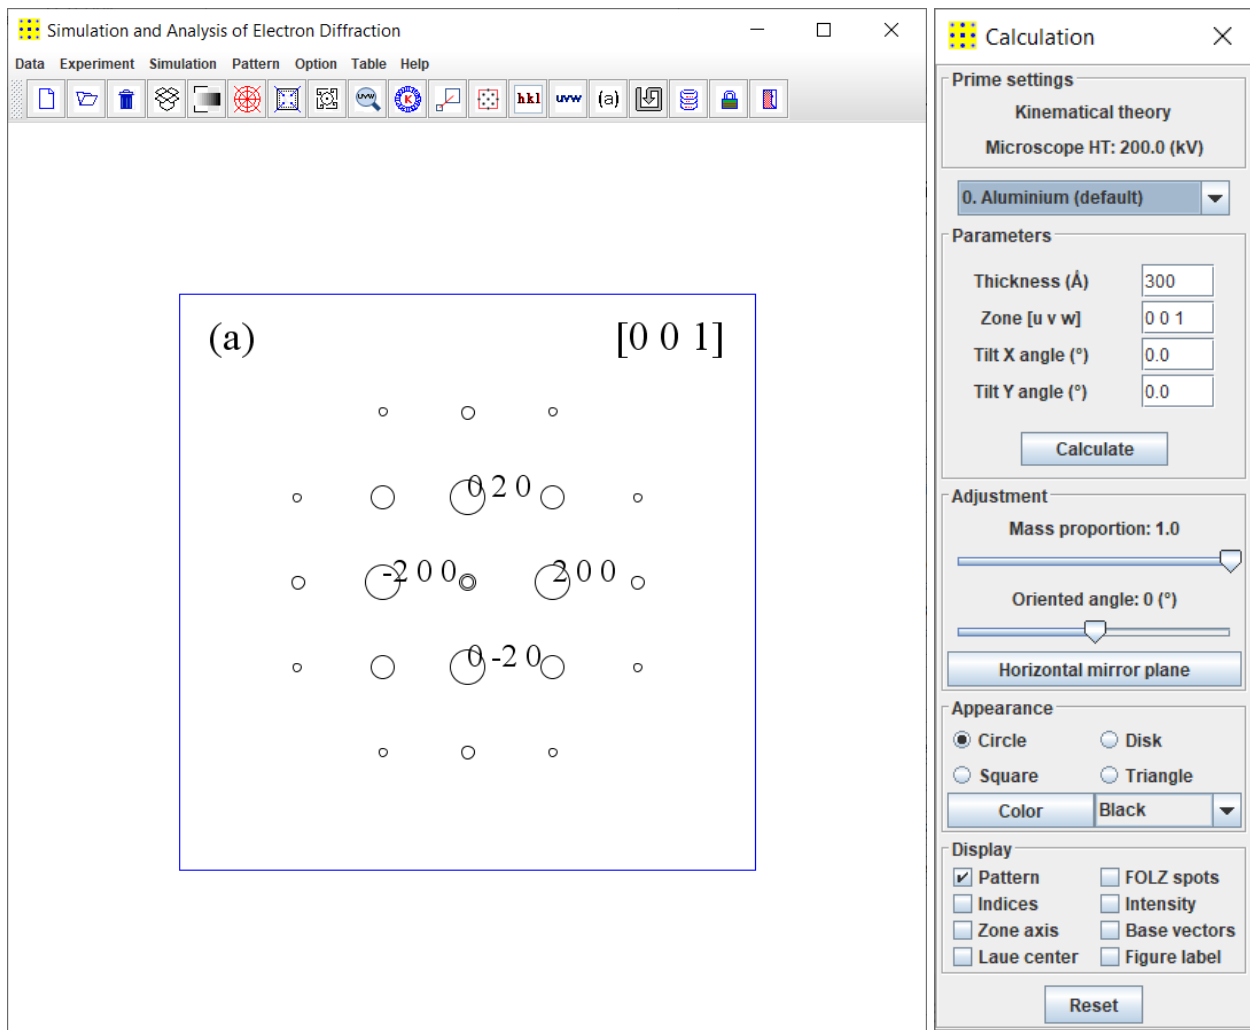 Simulation and Analysis of Electron Diffraction
Data Experiment Simulation Pattern Option Table Help
uvw K hkl uvw (a)
(a) [0 0 1]
0 2 0
-2 0 0 2 0 0
0 -2 0
Calculation
Prime settings
Kinematical theory
Microscope HT: 200.0 (kV)
0. Aluminium (default)
Parameters
Thickness (Å) 300
Zone [u v w] 0 0 1
Tilt X angle (°) 0.0
Tilt Y angle (°) 0.0
Calculate
Adjustment
Mass proportion: 1.0
Oriented angle: 0 (°)
Horizontal mirror plane
Appearance
Circle Disk
Square Triangle
Color Black
Display
Pattern FOLZ spots
Indices Intensity
Zone axis Base vectors
Laue center Figure label
Reset